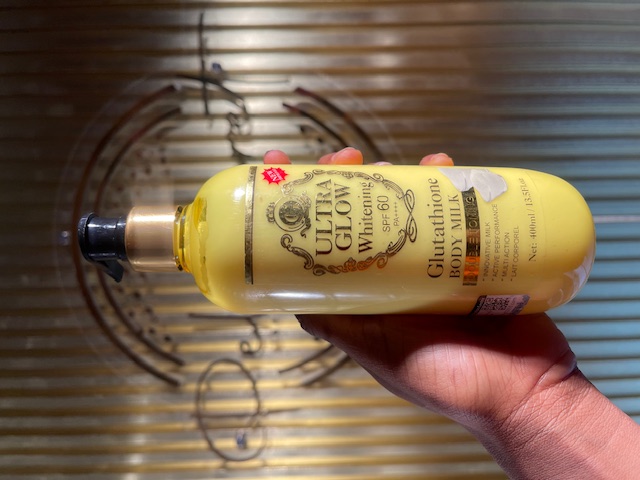 NEW
ULTRA
GLOW
Whitening
SPF 60
PA++++
Glutathione
BODY MILK
* INNOVATIVE MILK
* ACTIVE PERFORMANCE
* MULTI ACTION
* LAIT CORPOREL
Net: 400ml / 13.5Fl.oz